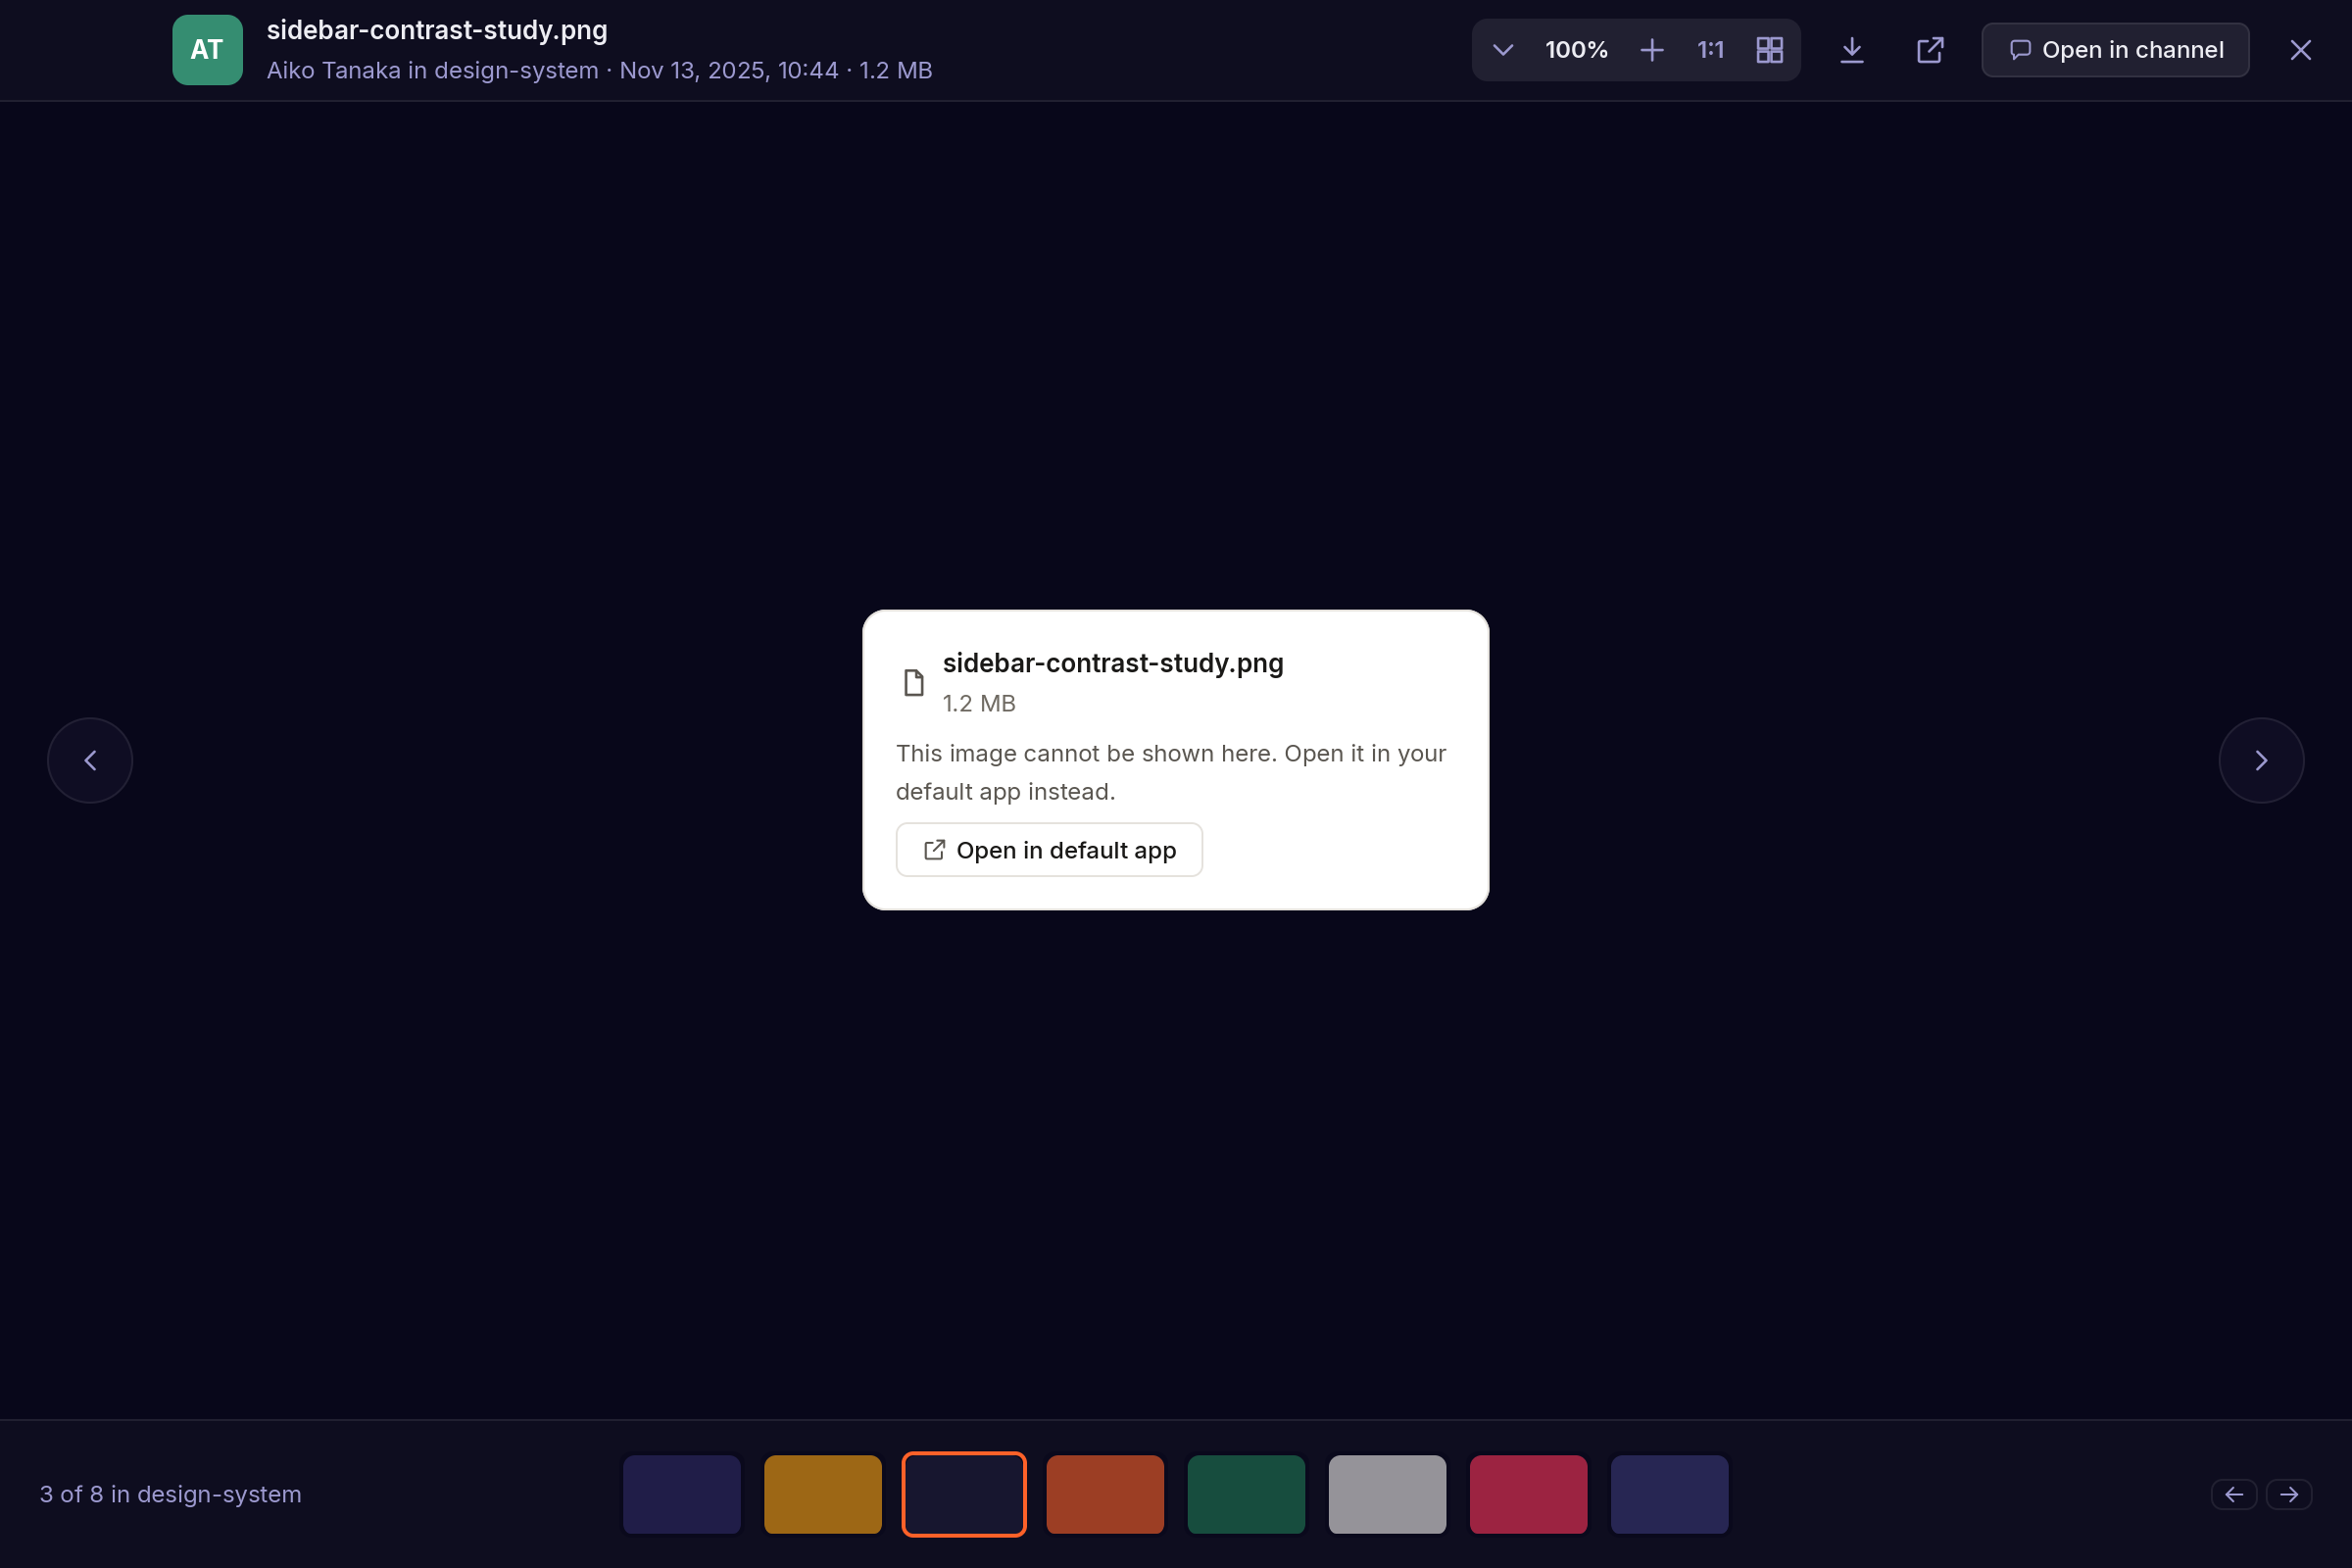 AT
sidebar-contrast-study.png
Aiko Tanaka in design-system · Nov 13, 2025, 10:44 · 1.2 MB
100%
1:1
Open in channel
sidebar-contrast-study.png
1.2 MB
This image cannot be shown here. Open it in your
default app instead.
Open in default app
3 of 8 in design-system